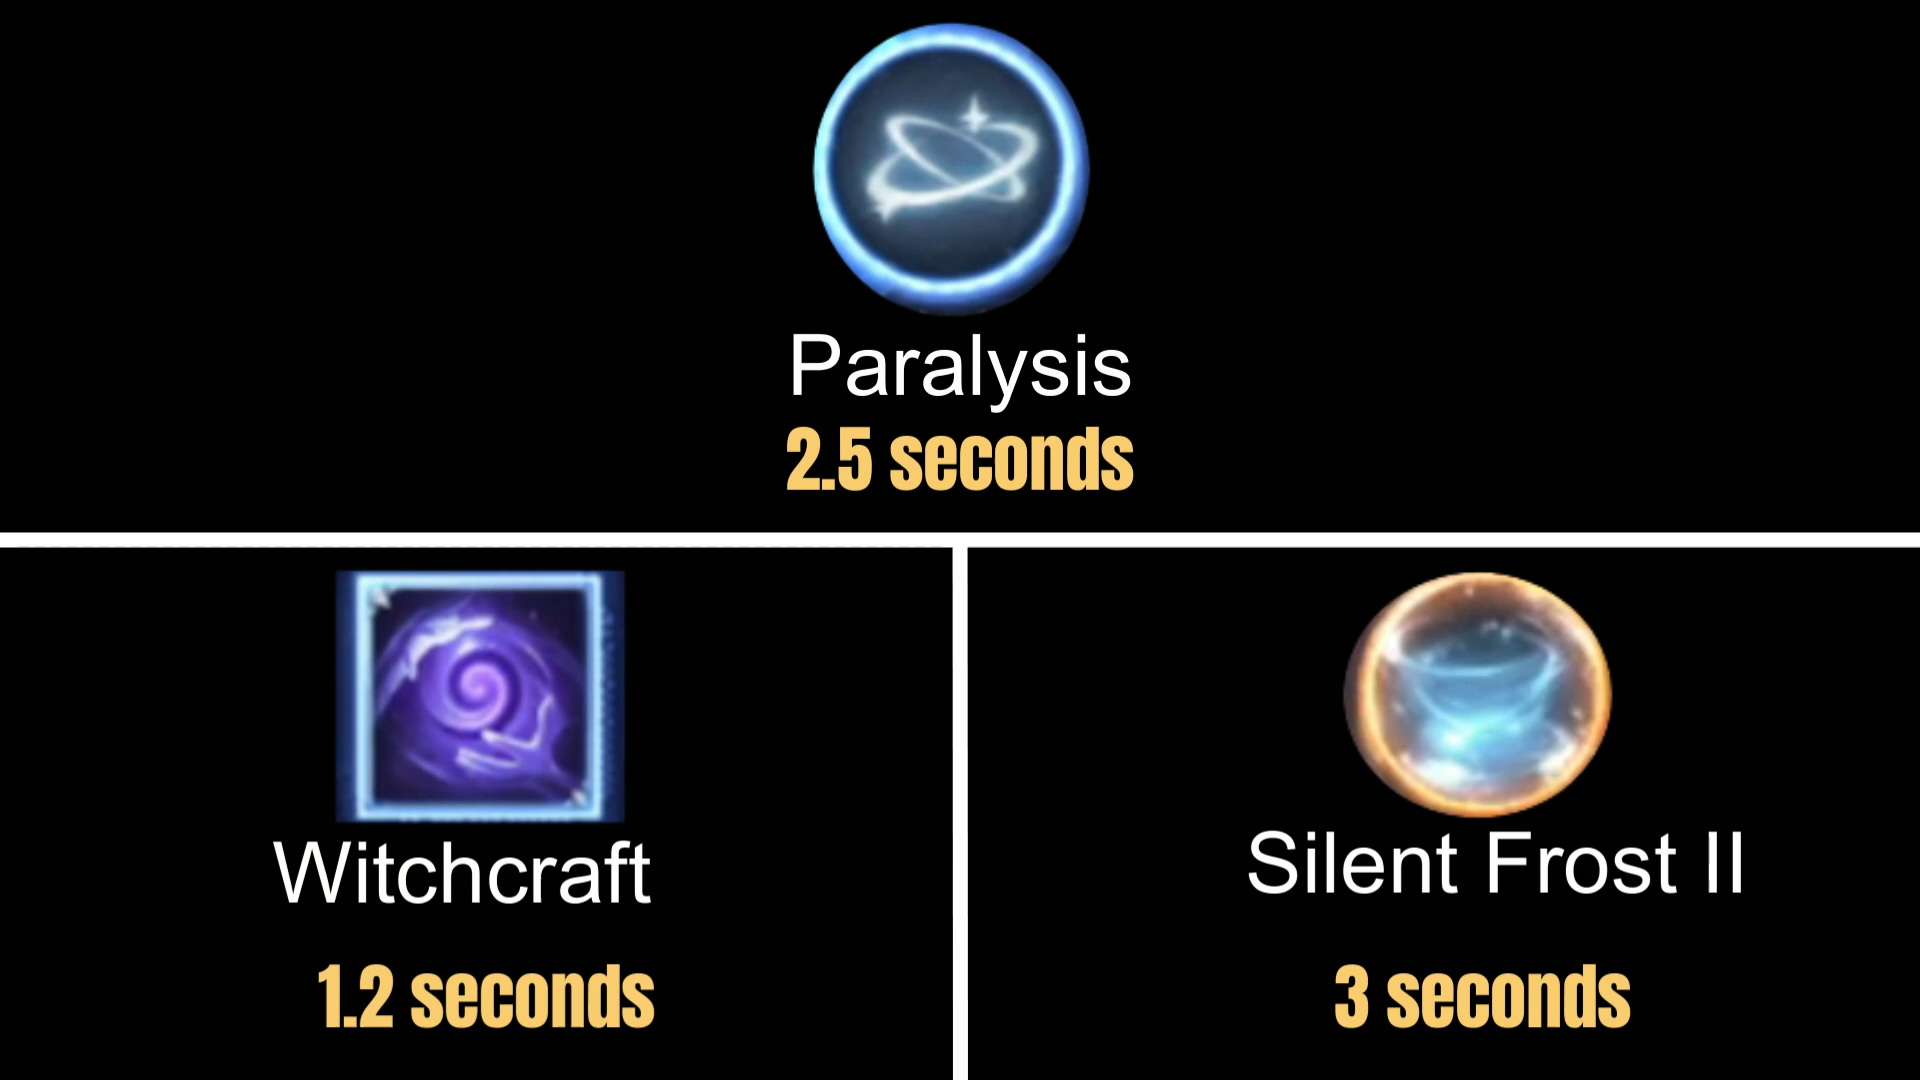 Paralysis
2.5 seconds
Witchcraft
1.2 seconds
Silent Frost II
3 seconds